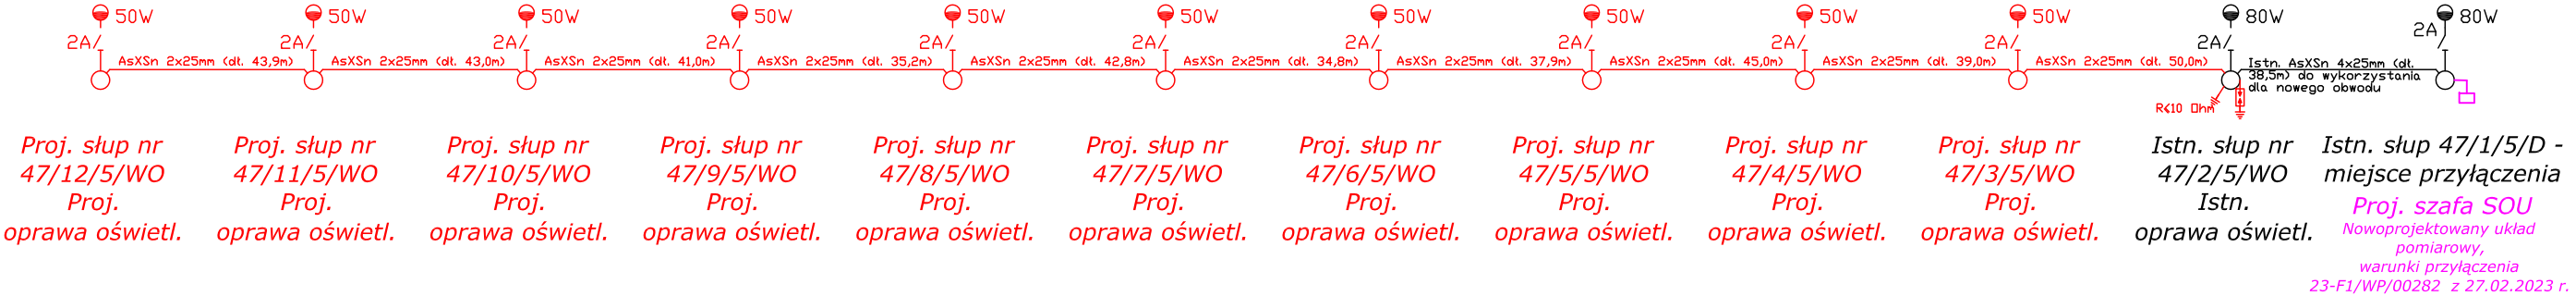 50W 50W 50W 50W 50W 50W 50W 50W 50W 50W 80W 80W
2A/ 2A/ 2A/ 2A/ 2A/ 2A/ 2A/ 2A/ 2A/ 2A/ 2A/ 2A/
AsXSn 2x25mm (dł. 43,9m) AsXSn 2x25mm (dł. 43,0m) AsXSn 2x25mm (dł. 41,0m) AsXSn 2x25mm (dł. 35,2m) AsXSn 2x25mm (dł. 42,8m) AsXSn 2x25mm (dł. 34,8m) AsXSn 2x25mm (dł. 37,9m) AsXSn 2x25mm (dł. 45,0m) AsXSn 2x25mm (dł. 39,0m) AsXSn 2x25mm (dł. 50,0m)
Istn. AsXSn 4x25mm (dł.
38,5m) do wykorzystania
dla nowego obwodu
R≤10 Ohm
Proj. słup nr
47/12/5/WO
Proj.
oprawa oświetl.
Proj. słup nr
47/11/5/WO
Proj.
oprawa oświetl.
Proj. słup nr
47/10/5/WO
Proj.
oprawa oświetl.
Proj. słup nr
47/9/5/WO
Proj.
oprawa oświetl.
Proj. słup nr
47/8/5/WO
Proj.
oprawa oświetl.
Proj. słup nr
47/7/5/WO
Proj.
oprawa oświetl.
Proj. słup nr
47/6/5/WO
Proj.
oprawa oświetl.
Proj. słup nr
47/5/5/WO
Proj.
oprawa oświetl.
Proj. słup nr
47/4/5/WO
Proj.
oprawa oświetl.
Proj. słup nr
47/3/5/WO
Proj.
oprawa oświetl.
Istn. słup nr
47/2/5/WO
Istn.
oprawa oświetl.
Istn. słup 47/1/5/D -
miejsce przyłączenia
Proj. szafa SOU
Nowoprojektowany układ
pomiarowy,
warunki przyłączenia
23-F1/WP/00282 z 27.02.2023 r.